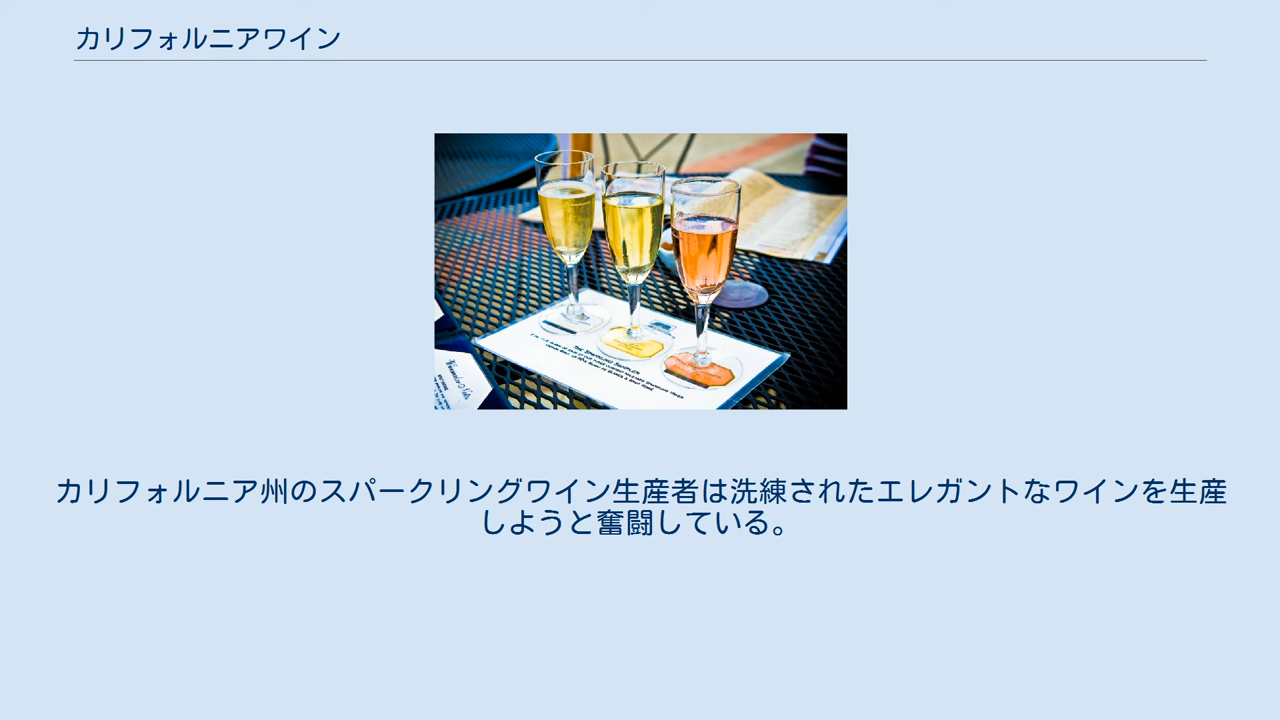 カリフォルニアワイン
THE SPARKLING SAMPLER
カリフォルニア州のスパークリングワイン生産者は洗練されたエレガントなワインを生産
しようと奮闘している。